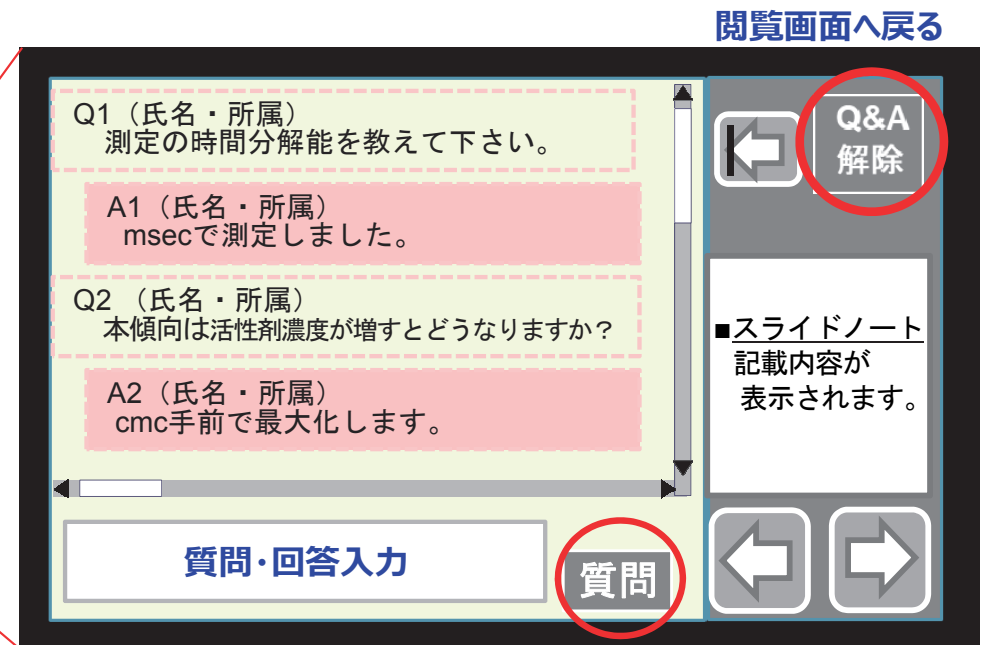 閲覧画面へ戻る
Q1（氏名・所属）
測定の時間分解能を教えて下さい。
A1（氏名・所属）
msecで測定しました。
Q2 （氏名・所属）
本傾向は活性剤濃度が増すとどうなりますか？
A2（氏名・所属）
cmc手前で最大化します。
質問・回答入力
質問
Q&A
解除
■スライドノート
記載内容が
表示されます。